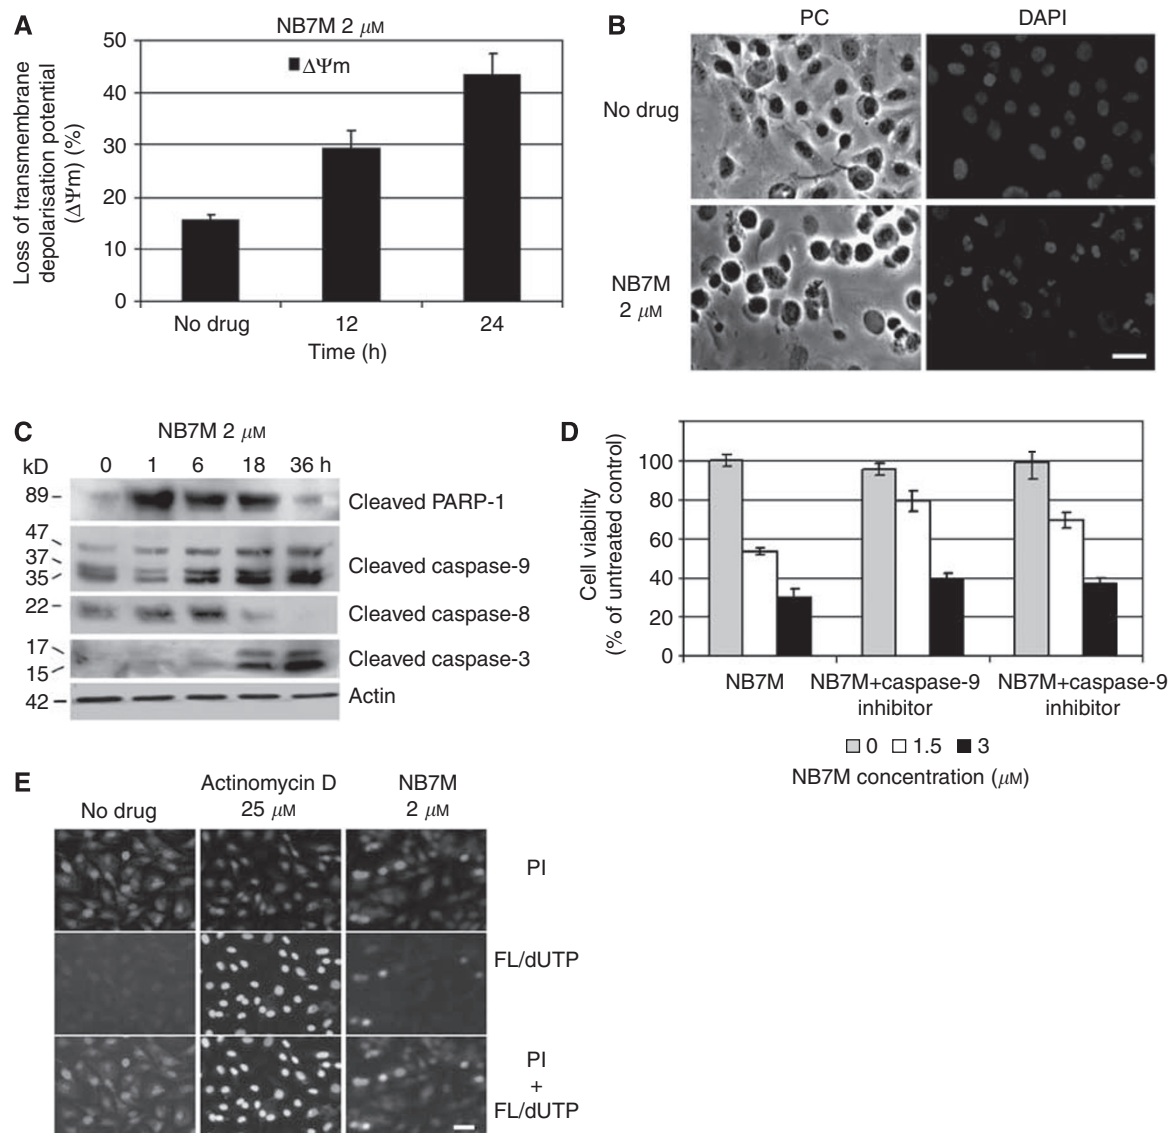 A
NB7M 2 μM
Loss of transmembrane
depolarisation potential
(ΔΨm) (%)
50
40
30
20
10
0
ΔΨm
No drug 12 24
Time (h)
B
PC DAPI
No drug
NB7M
2 μM
C
NB7M 2 μM
kD 0 1 6 18 36 h
89 Cleaved PARP-1
47
37
35
Cleaved caspase-9
22 Cleaved caspase-8
17
15
Cleaved caspase-3
42 Actin
D
Cell viability
(% of untreated control)
100
80
60
40
20
0
NB7M NB7M+caspase-9 NB7M+caspase-9
inhibitor inhibitor
0 1.5 3
NB7M concentration (μM)
E
No drug
Actinomycin D
25 μM
NB7M
2 μM
PI
FL/dUTP
PI
+
FL/dUTP